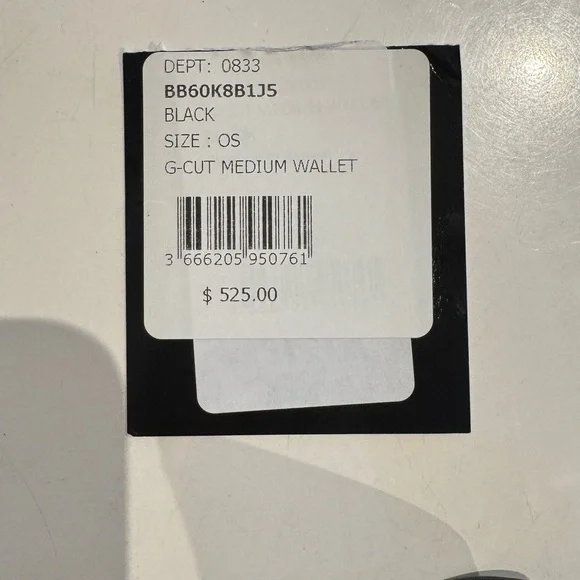 DEPT: 0833
BB60K8B1J5
BLACK
SIZE : OS
G-CUT MEDIUM WALLET
3 666205 950761
$ 525.00